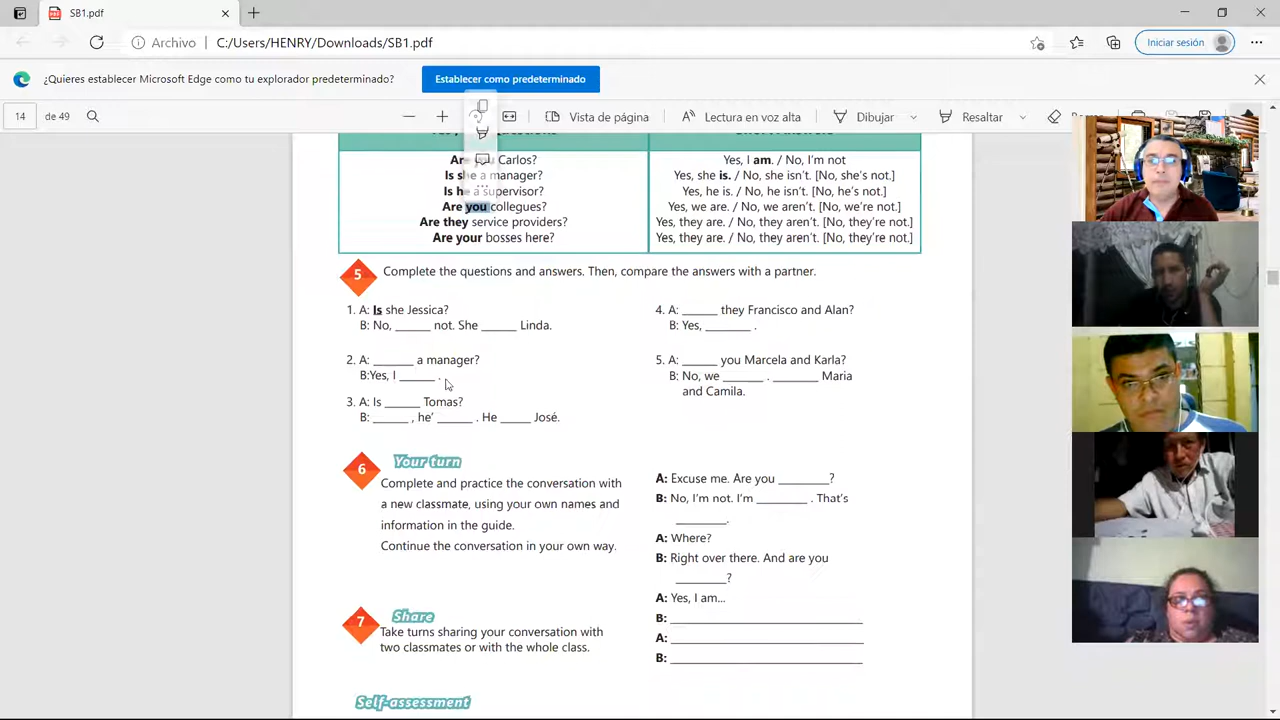 SB1.pdf
Archivo C:/Users/HENRY/Downloads/SB1.pdf Iniciar sesión
¿Quieres establecer Microsoft Edge como tu explorador predeterminado? Establecer como predeterminado
14 de 49 Vista de página Lectura en voz alta Dibujar Resaltar
Carlos? Yes, I am. / No, I'm not
Is she a manager? Yes, she is. / No, she isn't. [No, she's not.]
Is he a supervisor? Yes, he is. / No, he isn't. [No, he's not.]
Are you collegues? Yes, we are. / No, we aren't. [No, we're not.]
Are they service providers? Yes, they are. / No, they aren't. [No, they're not.]
Are your bosses here? Yes, they are. / No, they aren't. [No, they're not.]
5 Complete the questions and answers. Then, compare the answers with a partner.
1. A: Is she Jessica?
B: No, ______ not. She ______ Linda.
2. A: _______ a manager?
B:Yes, I ______ .
3. A: Is ______ Tomas?
B: ______ , he' ______ . He _____ José.
4. A: ______ they Francisco and Alan?
B: Yes, ________ .
5. A: ______ you Marcela and Karla?
B: No, we _______ . ________ Maria
and Camila.
6 Your turn
Complete and practice the conversation with
a new classmate, using your own names and
information in the guide.
Continue the conversation in your own way.
A: Excuse me. Are you _________?
B: No, I'm not. I'm _________ . That's
_________.
A: Where?
B: Right over there. And are you
_________?
A: Yes, I am...
B: __________________________________
A: __________________________________
B: __________________________________
7 Share
Take turns sharing your conversation with
two classmates or with the whole class.
Self-assessment